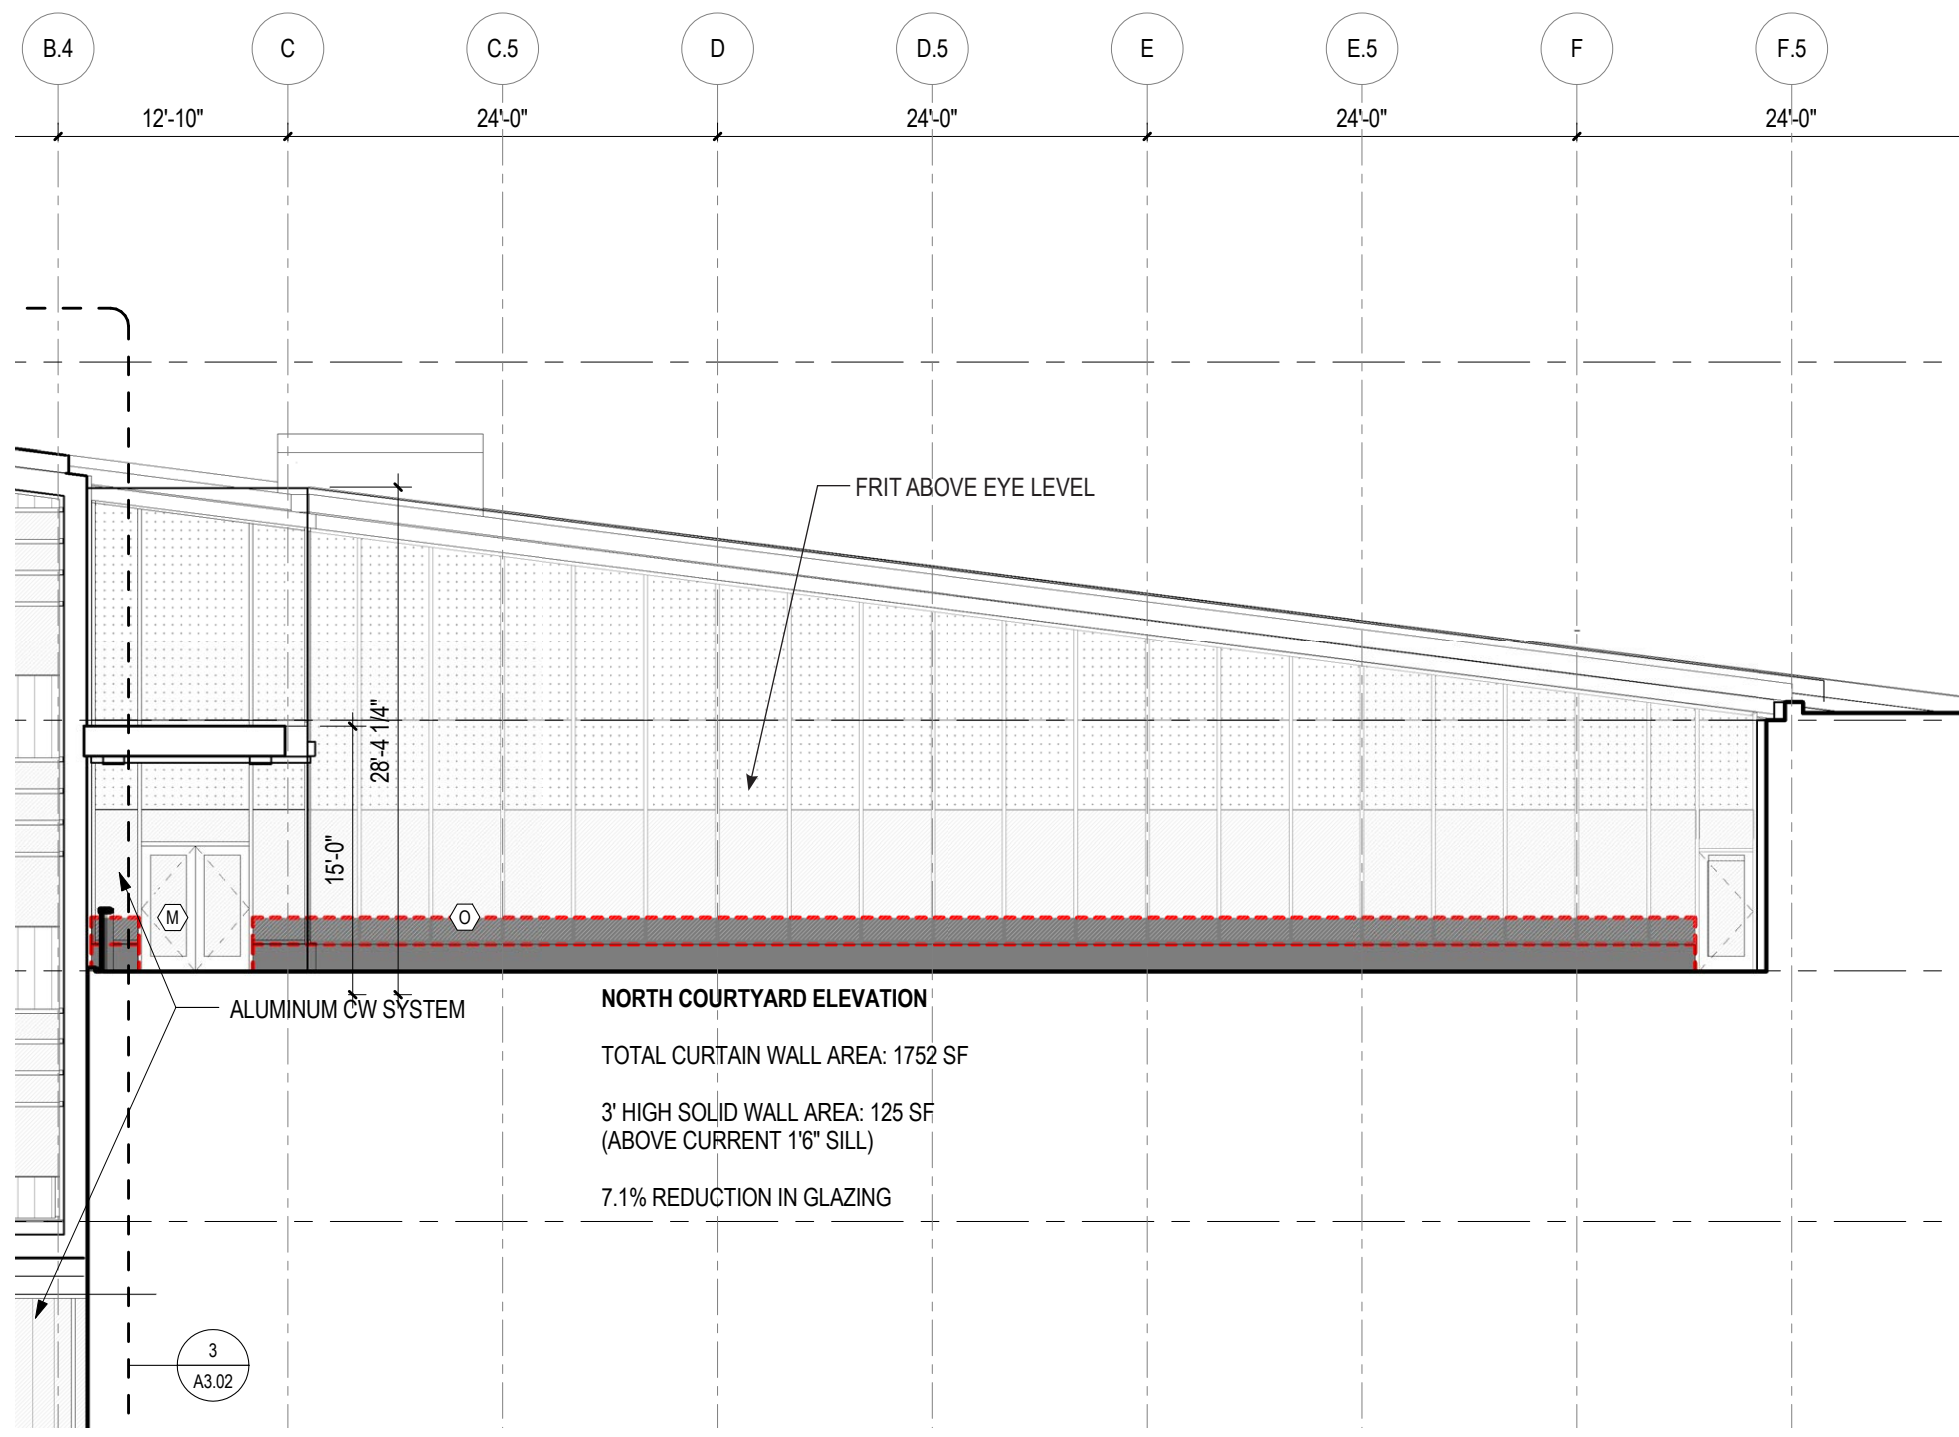 B.4 C C.5 D D.5 E E.5 F F.5
12'-10" 24'-0" 24'-0" 24'-0" 24'-0"
FRIT ABOVE EYE LEVEL
28'-4 1/4"
15'-0"
M O
ALUMINUM CW SYSTEM
NORTH COURTYARD ELEVATION
TOTAL CURTAIN WALL AREA: 1752 SF
3' HIGH SOLID WALL AREA: 125 SF
(ABOVE CURRENT 1'6" SILL)
7.1% REDUCTION IN GLAZING
3
A3.02